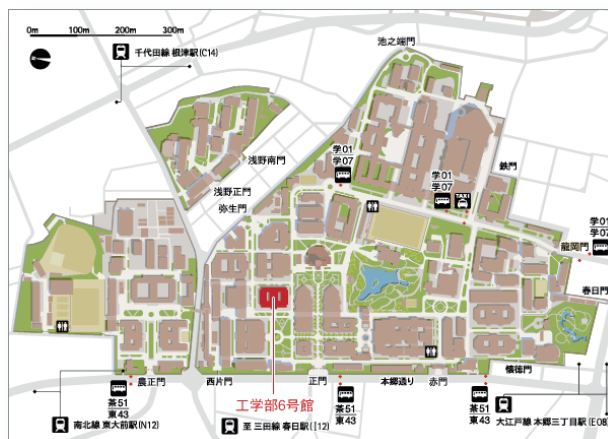 0m 100m 200m 300m
千代田線 根津駅(C14)
池之端門
浅野南門
浅野正門
弥生門
学01
学07
学01
学07
TAXI
鉄門
学01
学07
龍岡門
春日門
懐徳門
農正門
西片門
正門
本郷通り
赤門
工学部6号館
茶51
東43
茶51
東43
茶51
東43
南北線 東大前駅(N12)
至 三田線 春日駅(I12)
大江戸線 本郷三丁目駅(E08)